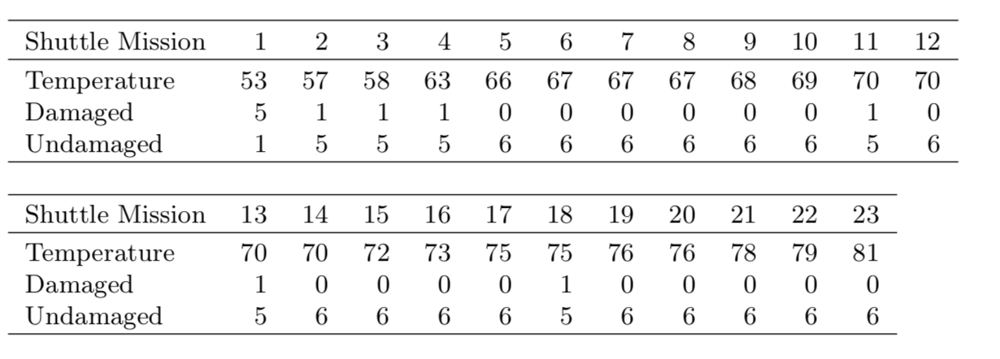 Shuttle Mission 1 2 3 4 5 6 7 8 9 10 11 12
Temperature 53 57 58 63 66 67 67 67 68 69 70 70
Damaged 5 1 1 1 0 0 0 0 0 0 1 0
Undamaged 1 5 5 5 6 6 6 6 6 6 5 6
Shuttle Mission 13 14 15 16 17 18 19 20 21 22 23
Temperature 70 70 72 73 75 75 76 76 78 79 81
Damaged 1 0 0 0 0 1 0 0 0 0 0
Undamaged 5 6 6 6 6 5 6 6 6 6 6